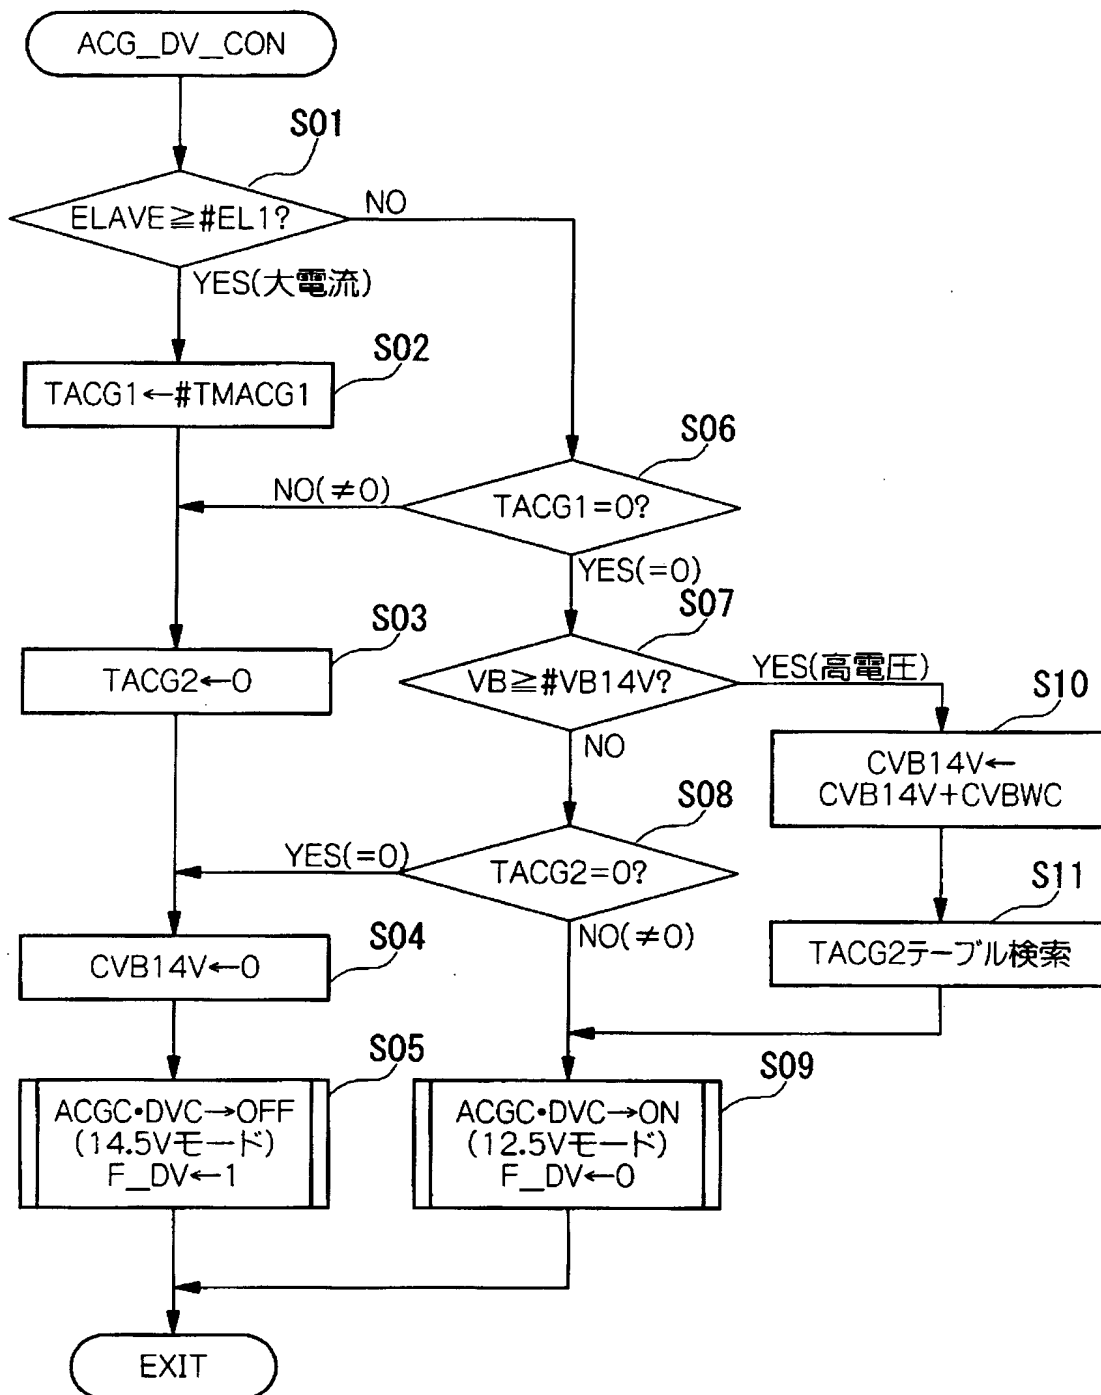 ACG_DV_CON
S01
ELAVE≧#EL1?
NO
YES(大電流)
S02
TACG1←#TMACG1
S06
NO(≠0)
TACG1=0?
YES(=0)
S03
TACG2←0
S07
VB≧#VB14V?
YES(高電圧)
NO
S10
CVB14V←
CVB14V+CVBWC
S08
YES(=0)
TACG2=0?
NO(≠0)
S11
TACG2テーブル検索
S04
CVB14V←0
S05
ACGC•DVC→OFF
(14.5Vモード)
F_DV←1
S09
ACGC•DVC→ON
(12.5Vモード)
F_DV←0
EXIT